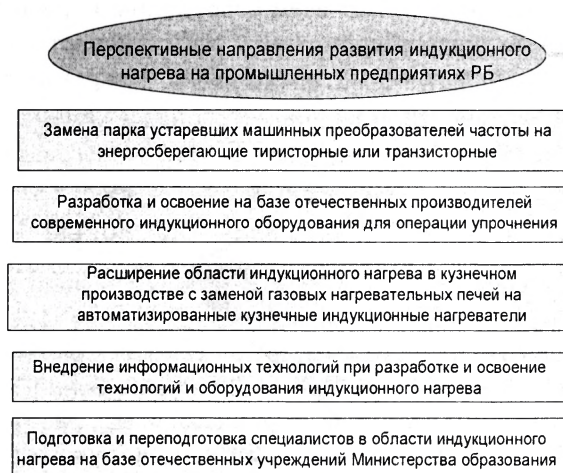 Перспективные направления развития индукционного
нагрева на промышленных предприятиях РБ
Замена парка устаревших машинных преобразователей частоты на
энергосберегающие тиристорные или транзисторные
Разработка и освоение на базе отечественных производителей
современного индукционного оборудования для операции упрочнения
Расширение области индукционного нагрева в кузнечном
производстве с заменой газовых нагревательных печей на
автоматизированные кузнечные индукционные нагреватели
Внедрение информационных технологий при разработке и освоение
технологий и оборудования индукционного нагрева
Подготовка и переподготовка специалистов в области индукционного
нагрева на базе отечественных учреждений Министерства образования